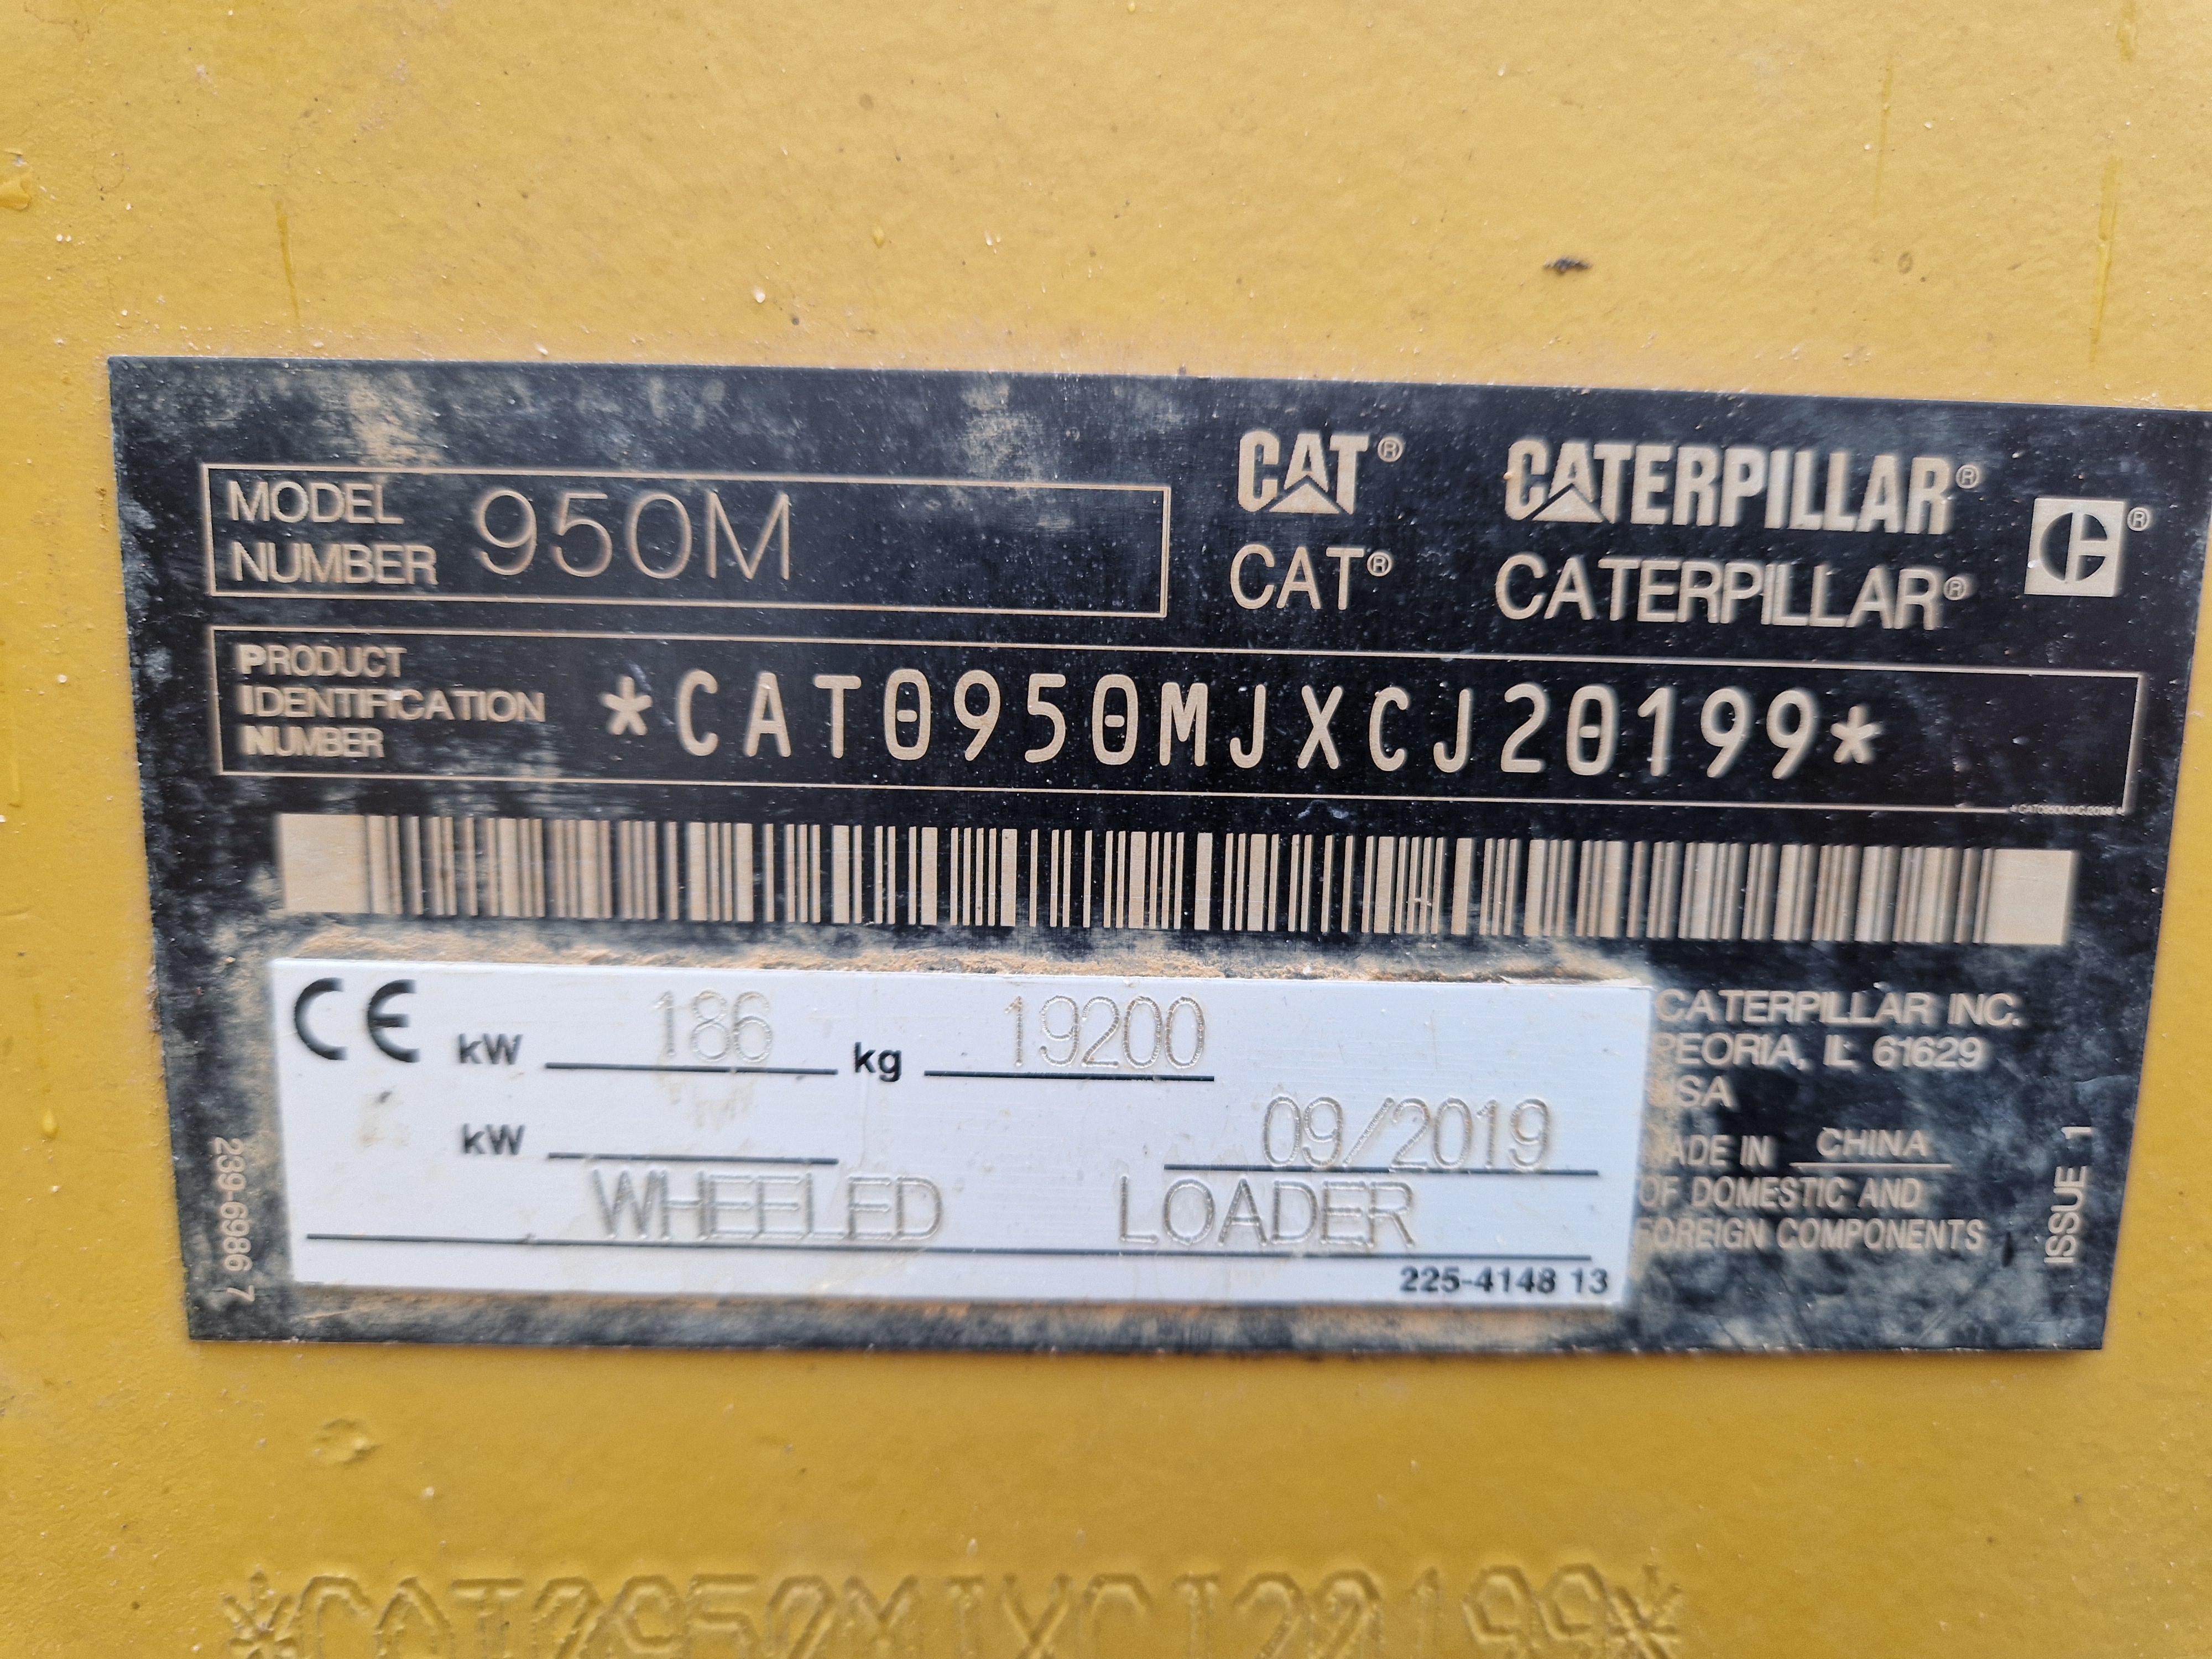 MODEL NUMBER 950M
CAT® CATERPILLAR®
CAT® CATERPILLAR®
PRODUCT IDENTIFICATION NUMBER *CAT0950MJXCJ20199*
CE kW 186 kg 19200
kW 09/2019
WHEELED LOADER
225-4148 13
CATERPILLAR INC.
PEORIA, IL 61629
USA
MADE IN CHINA
OF DOMESTIC AND
FOREIGN COMPONENTS
239-6986 7
ISSUE 1
*CAT0950MJXCJ20199*